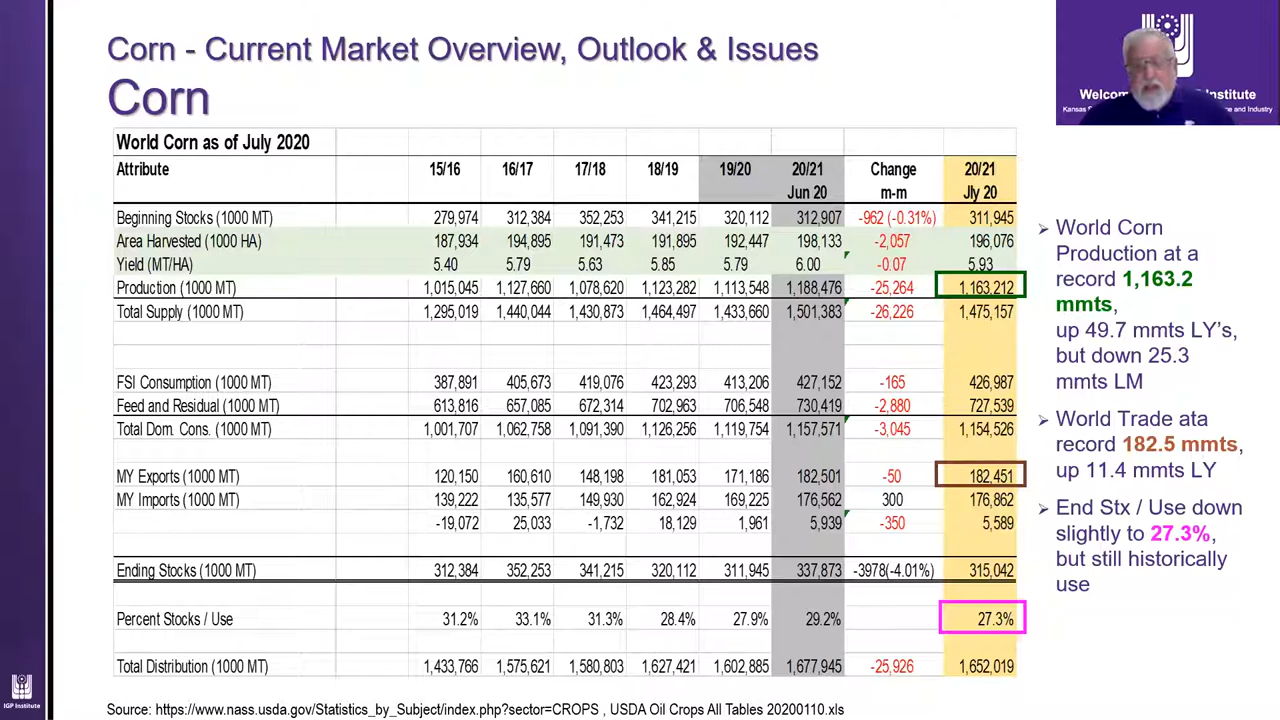 Corn - Current Market Overview, Outlook & Issues
Corn
World Corn as of July 2020
Attribute 15/16 16/17 17/18 18/19 19/20 20/21 Change 20/21
Jun 20 m-m Jly 20
Beginning Stocks (1000 MT) 279,974 312,384 352,253 341,215 320,112 312,907 -962 (-0.31%) 311,945
Area Harvested (1000 HA) 187,934 194,895 191,473 191,895 192,447 198,133 -2,057 196,076
Yield (MT/HA) 5.40 5.79 5.63 5.85 5.79 6.00 -0.07 5.93
Production (1000 MT) 1,015,045 1,127,660 1,078,620 1,123,282 1,113,548 1,188,476 -25,264 1,163,212
Total Supply (1000 MT) 1,295,019 1,440,044 1,430,873 1,464,497 1,433,660 1,501,383 -26,226 1,475,157
FSI Consumption (1000 MT) 387,891 405,673 419,076 423,293 413,206 427,152 -165 426,987
Feed and Residual (1000 MT) 613,816 657,085 672,314 702,963 706,548 730,419 -2,880 727,539
Total Dom. Cons. (1000 MT) 1,001,707 1,062,758 1,091,390 1,126,256 1,119,754 1,157,571 -3,045 1,154,526
MY Exports (1000 MT) 120,150 160,610 148,198 181,053 171,186 182,501 -50 182,451
MY Imports (1000 MT) 139,222 135,577 149,930 162,924 169,225 176,562 300 176,862
-19,072 25,033 -1,732 18,129 1,961 5,939 -350 5,589
Ending Stocks (1000 MT) 312,384 352,253 341,215 320,112 311,945 337,873 -3978(-4.01%) 315,042
Percent Stocks / Use 31.2% 33.1% 31.3% 28.4% 27.9% 29.2% 27.3%
Total Distribution (1000 MT) 1,433,766 1,575,621 1,580,803 1,627,421 1,602,885 1,677,945 -25,926 1,652,019
Source: https://www.nass.usda.gov/Statistics_by_Subject/index.php?sector=CROPS , USDA Oil Crops All Tables 20200110.xls
World Corn
Production at a
record 1,163.2
mmts,
up 49.7 mmts LY's,
but down 25.3
mmts LM
World Trade ata
record 182.5 mmts,
up 11.4 mmts LY
End Stx / Use down
slightly to 27.3%,
but still historically
use
IGP Institute
Welcom nstitute
Kansas S ce and Industry